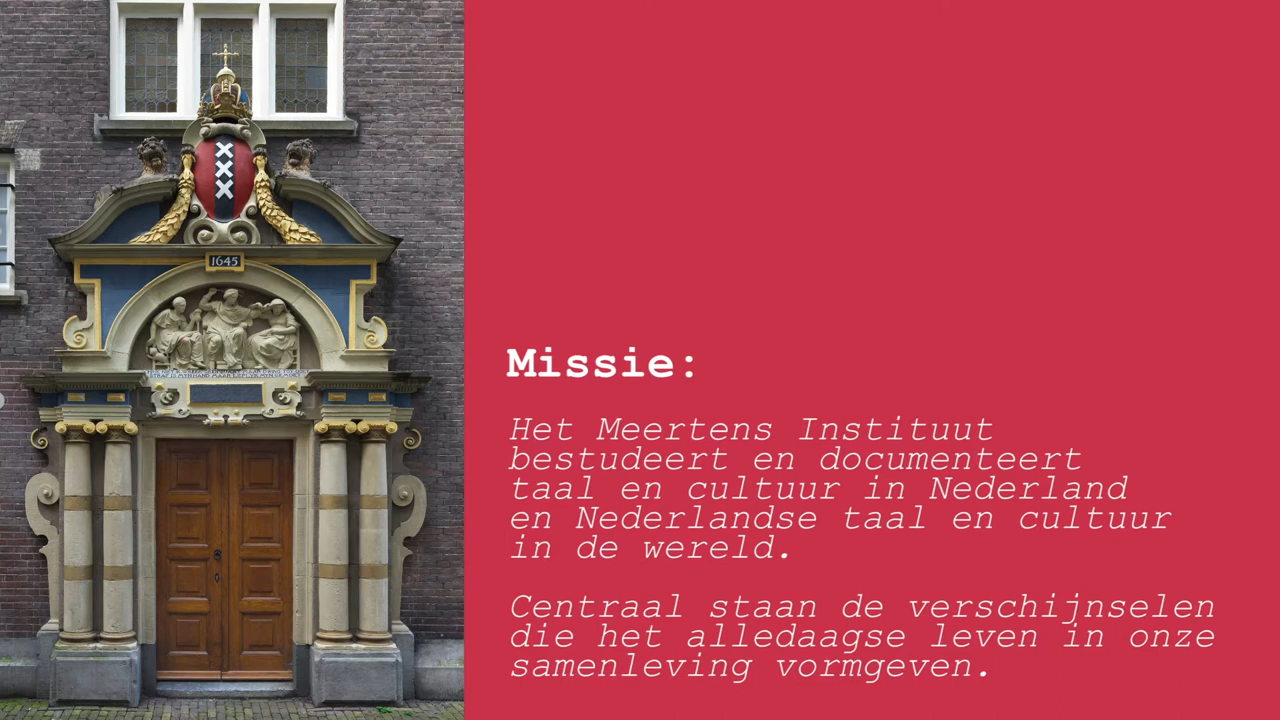 1645
Missie:
Het Meertens Instituut
bestudeert en documenteert
taal en cultuur in Nederland
en Nederlandse taal en cultuur
in de wereld.
Centraal staan de verschijnselen
die het alledaagse leven in onze
samenleving vormgeven.